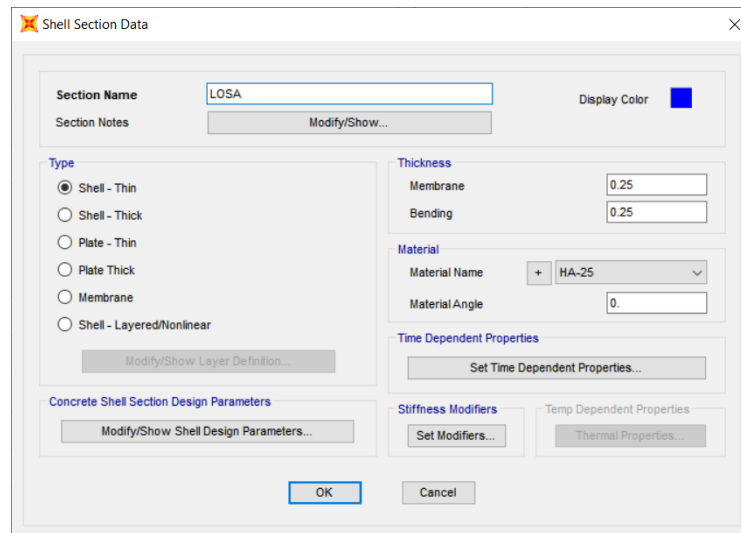 Shell Section Data
Section Name LOSA Display Color
Section Notes Modify/Show...
Type
Shell - Thin
Shell - Thick
Plate - Thin
Plate Thick
Membrane
Shell - Layered/Nonlinear
Modify/Show Layer Definition...
Concrete Shell Section Design Parameters
Modify/Show Shell Design Parameters...
Thickness
Membrane 0.25
Bending 0.25
Material
Material Name + HA-25
Material Angle 0.
Time Dependent Properties
Set Time Dependent Properties...
Stiffness Modifiers
Set Modifiers...
Temp Dependent Properties
Thermal Properties...
OK Cancel